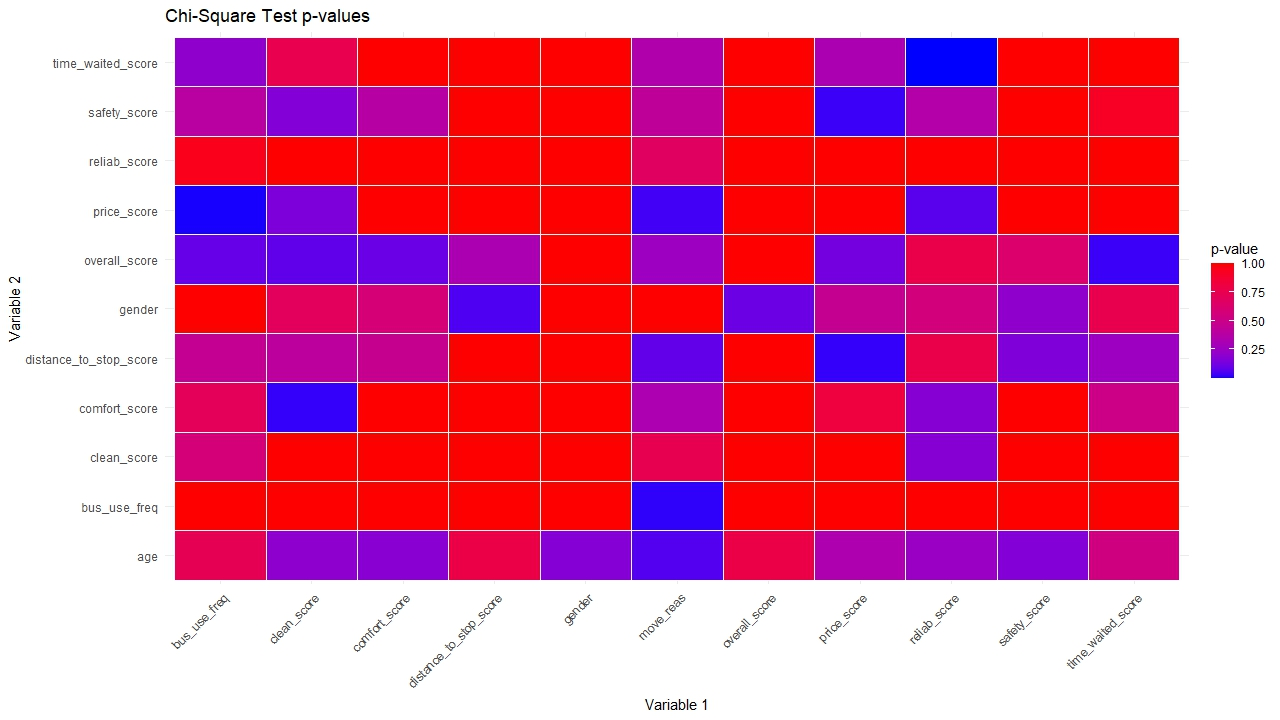 Chi-Square Test p-values
time_waited_score
safety_score
reliab_score
price_score
overall_score
gender
distance_to_stop_score
comfort_score
clean_score
bus_use_freq
age
Variable 2
bus_use_freq
clean_score
comfort_score
distance_to_stop_score
gender
move_reas
overall_score
price_score
reliab_score
safety_score
time_waited_score
Variable 1
p-value
1.00
0.75
0.50
0.25